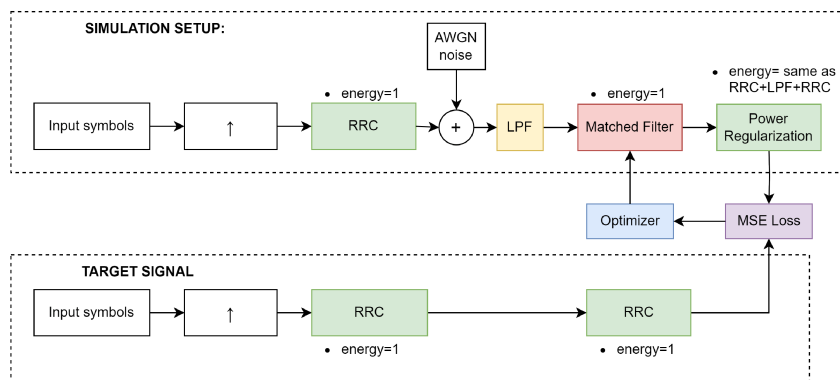 SIMULATION SETUP:
AWGN
noise
• energy=1
• energy=1
• energy= same as
RRC+LPF+RRC
Input symbols
↑
RRC
+
LPF
Matched Filter
Power
Regularization
Optimizer
MSE Loss
TARGET SIGNAL
Input symbols
↑
RRC
RRC
• energy=1
• energy=1